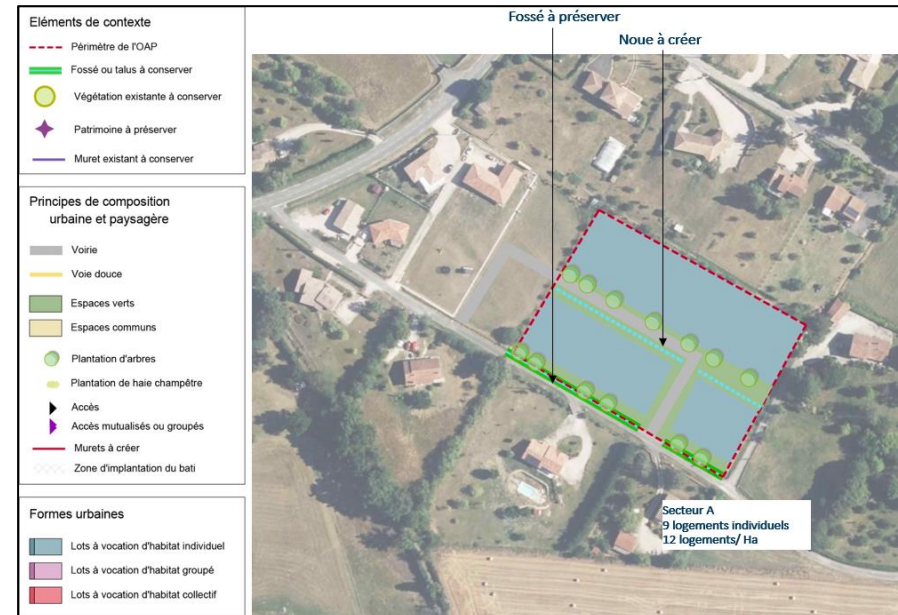 Eléments de contexte
Périmètre de l'OAP
Fossé ou talus à conserver
Végétation existante à conserver
Patrimoine à préserver
Muret existant à conserver
Principes de composition
urbaine et paysagère
Voirie
Voie douce
Espaces verts
Espaces communs
Plantation d'arbres
Plantation de haie champêtre
Accès
Accès mutualisés ou groupés
Murets à créer
Zone d'implantation du bati
Formes urbaines
Lots à vocation d'habitat individuel
Lots à vocation d'habitat groupé
Lots à vocation d'habitat collectif
Fossé à préserver
Noue à créer
Secteur A
9 logements individuels
12 logements/ Ha